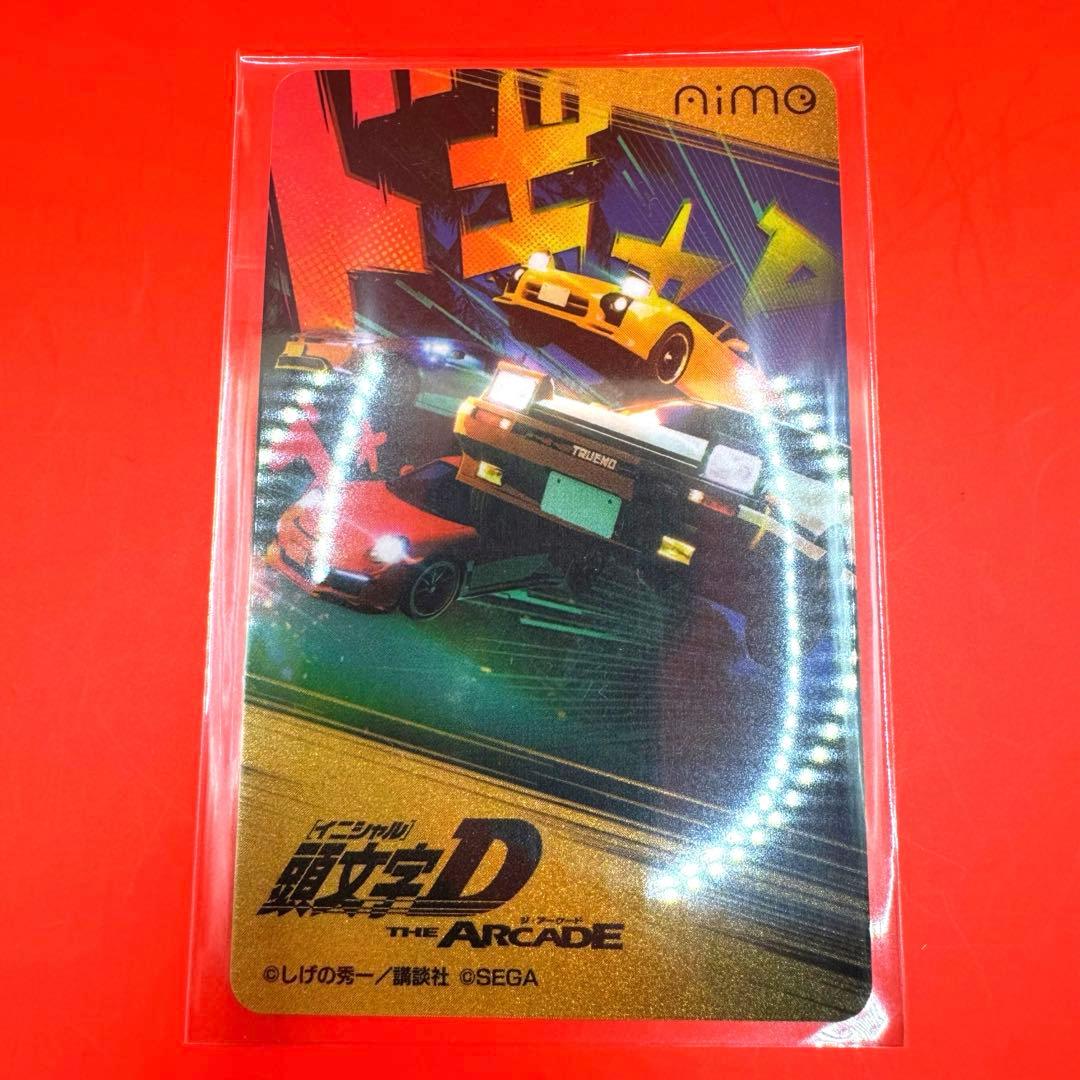 Aime
TRUENO
[イニシャル]
頭文字D
ジ・アーケード
THE ARCADE
©しげの秀一/講談社 ©SEGA